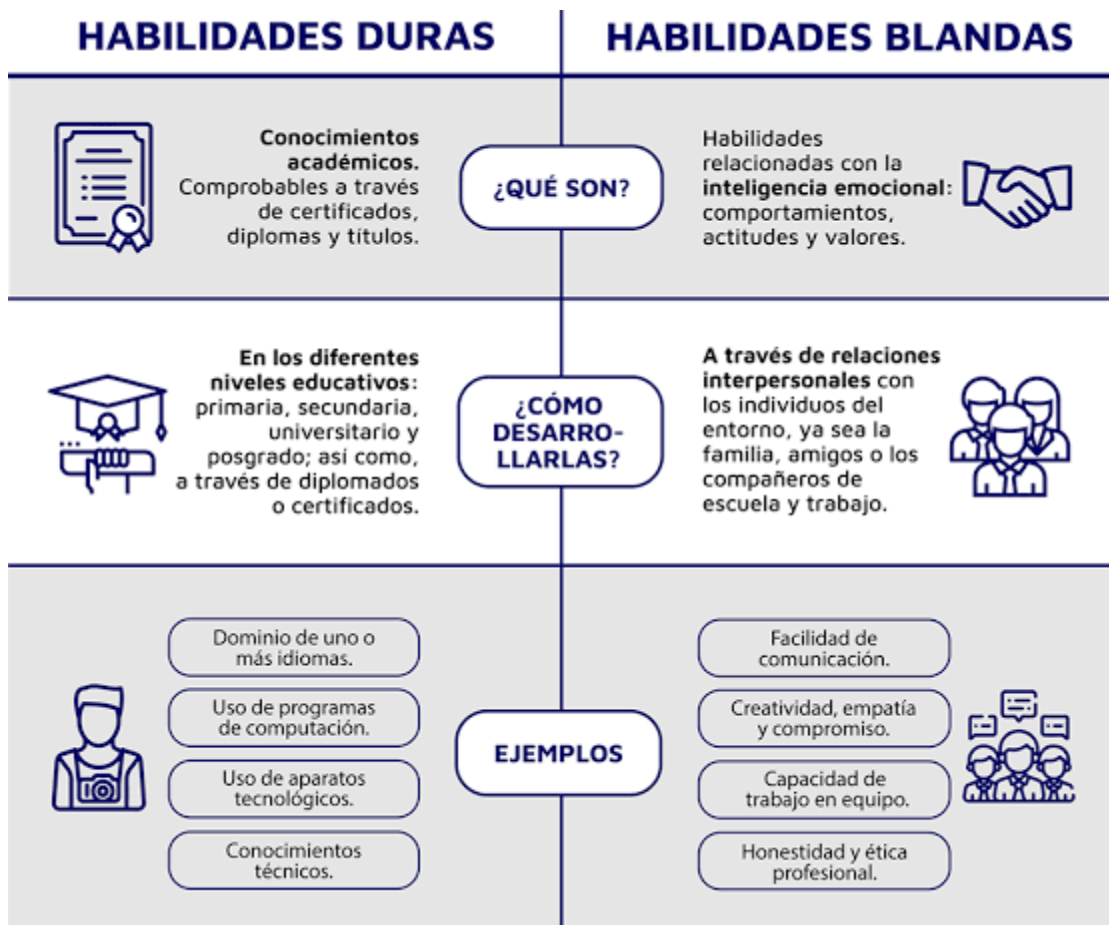 HABILIDADES DURAS
HABILIDADES BLANDAS
Conocimientos
académicos.
Comprobables a través
de certificados,
diplomas y títulos.
¿QUÉ SON?
Habilidades
relacionadas con la
inteligencia emocional:
comportamientos,
actitudes y valores.
En los diferentes
niveles educativos:
primaria, secundaria,
universitario y
posgrado; así como,
a través de diplomados
o certificados.
¿CÓMO
DESARRO-
LLARLAS?
A través de relaciones
interpersonales con
los individuos del
entorno, ya sea la
familia, amigos o los
compañeros de
escuela y trabajo.
Dominio de uno o
más idiomas.
Uso de programas
de computación.
Uso de aparatos
tecnológicos.
Conocimientos
técnicos.
EJEMPLOS
Facilidad de
comunicación.
Creatividad, empatía
y compromiso.
Capacidad de
trabajo en equipo.
Honestidad y ética
profesional.